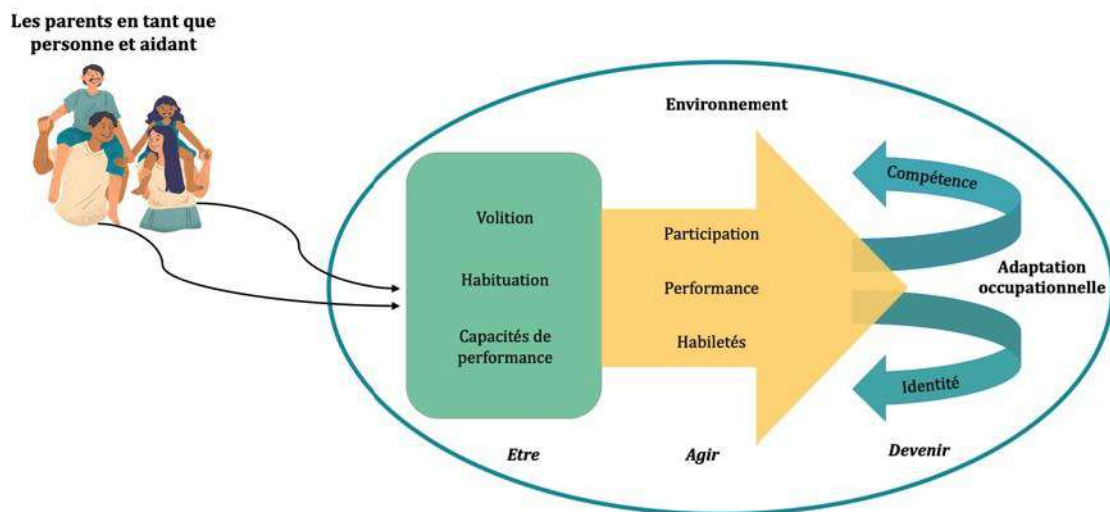 Les parents en tant que
personne et aidant
Environnement
Volition
Habituation
Capacités de
performance
Participation
Performance
Habiletés
Compétence
Adaptation
occupationnelle
Identité
Etre
Agir
Devenir